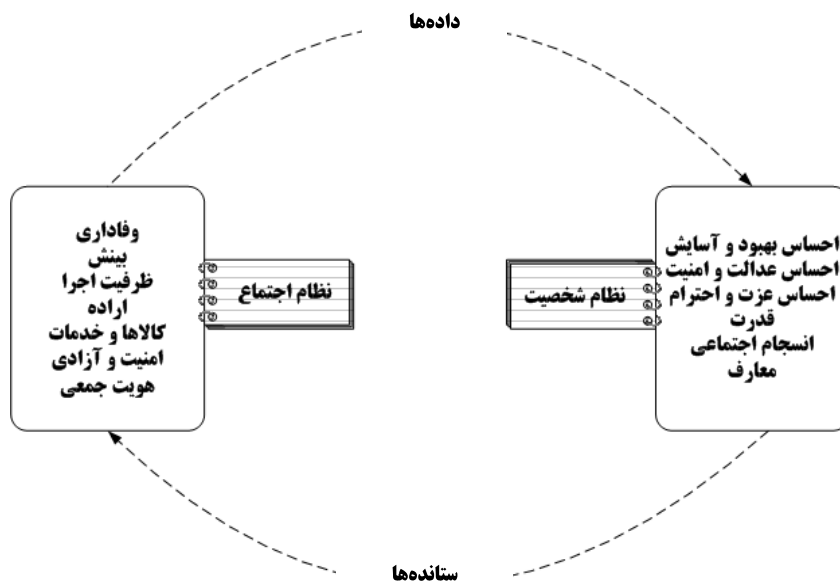 داده‌ها
احساس بهبود و آسایش
احساس عدالت و امنیت
احساس عزت و احترام
قدرت
انسجام اجتماعی
معارف
نظام شخصیت
نظام اجتماع
وفاداری
بینش
ظرفیت اجرا
اراده
کالاها و خدمات
امنیت و آزادی
هویت جمعی
ستانده‌ها